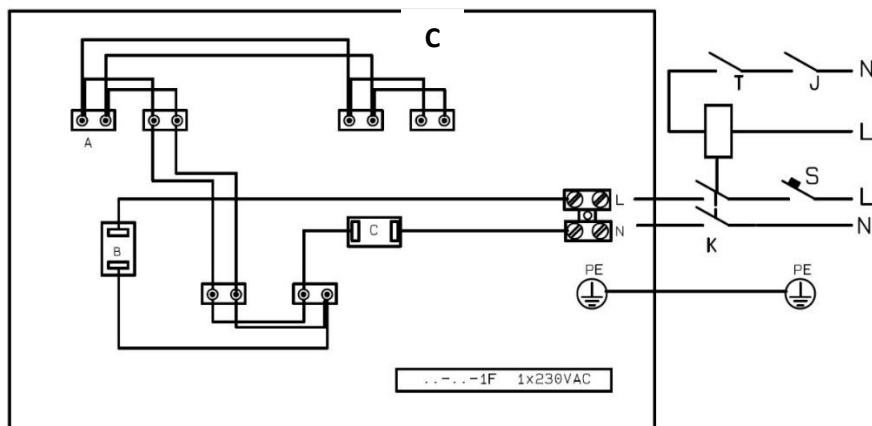 C
T J N
A
L
S
L L
B C N N
K
PE PE
..-..-1F 1x230VAC